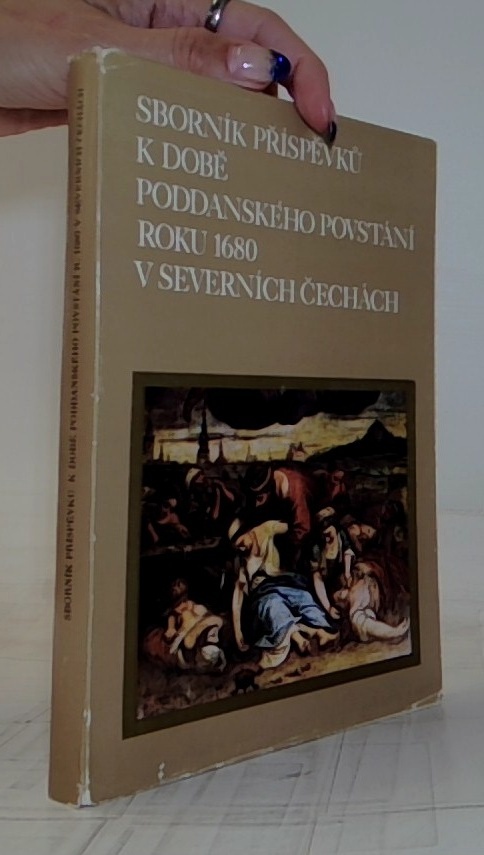 SBORNÍK PŘÍSPĚVKŮ
K DOBĚ
PODDANSKÉHO POVSTÁNÍ
ROKU 1680
V SEVERNÍCH ČECHÁCH
SBORNÍK PŘÍSPĚVKŮ K DOBĚ PODDANSKÉHO POVSTÁNÍ R. 1680 V SEVERNÍCH ČECHÁCH